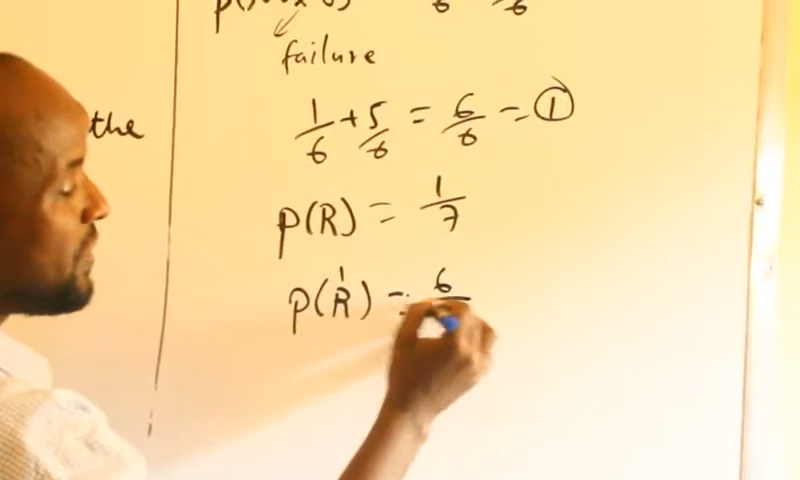 the
failure
1/6 + 5/6 = 6/6 = ①
P(R) = 1/7
P(R') = 6